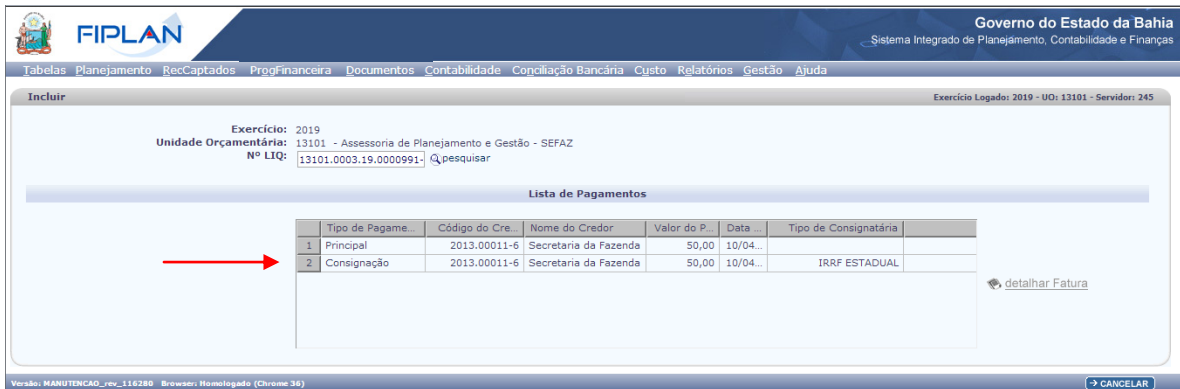 FIPLAN
Governo do Estado da Bahia
Sistema Integrado de Planejamento, Contabilidade e Finanças
Tabelas Planejamento RecCaptados ProgFinanceira Documentos Contabilidade Conciliação Bancária Custo Relatórios Gestão Ajuda
Incluir Exercício Logado: 2019 - UO: 13101 - Servidor: 245
Exercício: 2019
Unidade Orçamentária: 13101 - Assessoria de Planejamento e Gestão - SEFAZ
Nº LIQ: 13101.0003.19.0000991- pesquisar
Lista de Pagamentos
Tipo de Pagame... Código do Cre... Nome do Credor Valor do P... Data ... Tipo de Consignatária
1 Principal 2013.00011-6 Secretaria da Fazenda 50,00 10/04...
2 Consignação 2013.00011-6 Secretaria da Fazenda 50,00 10/04... IRRF ESTADUAL
detalhar Fatura
Versão: MANUTENCAO_rev_116280 Browser: Homologado (Chrome 36) CANCELAR